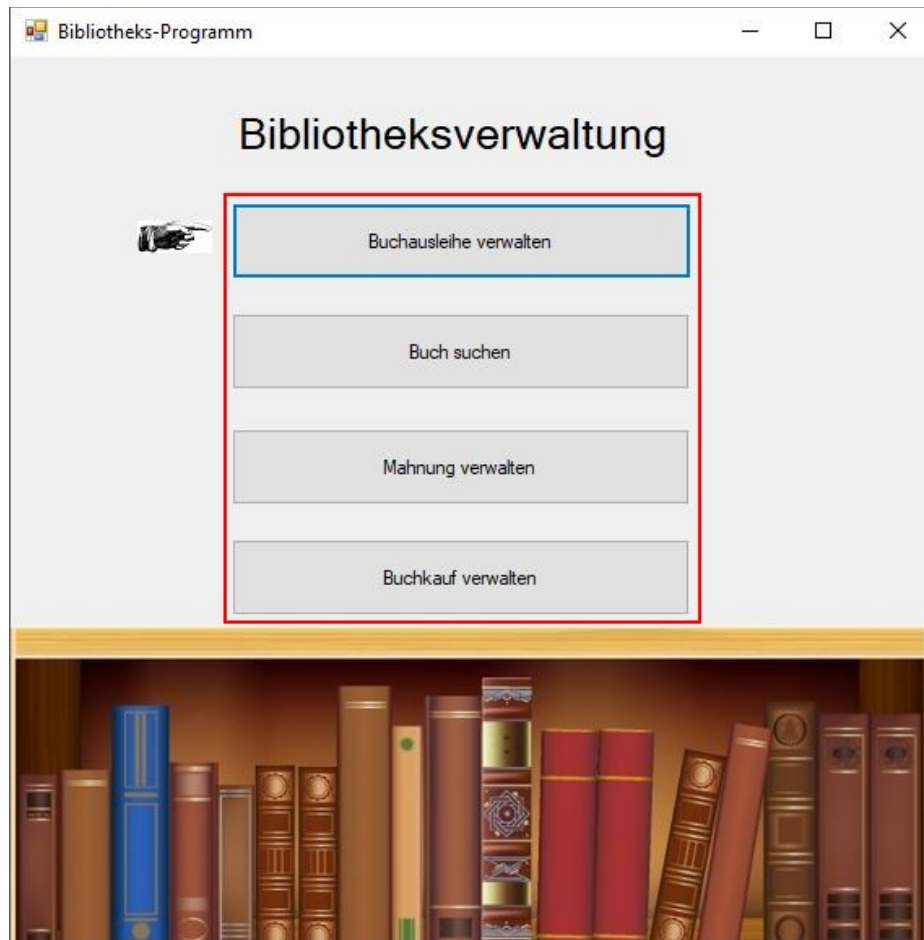 Bibliotheks-Programm
Bibliotheksverwaltung
Buchausleihe verwalten
Buch suchen
Mahnung verwalten
Buchkauf verwalten